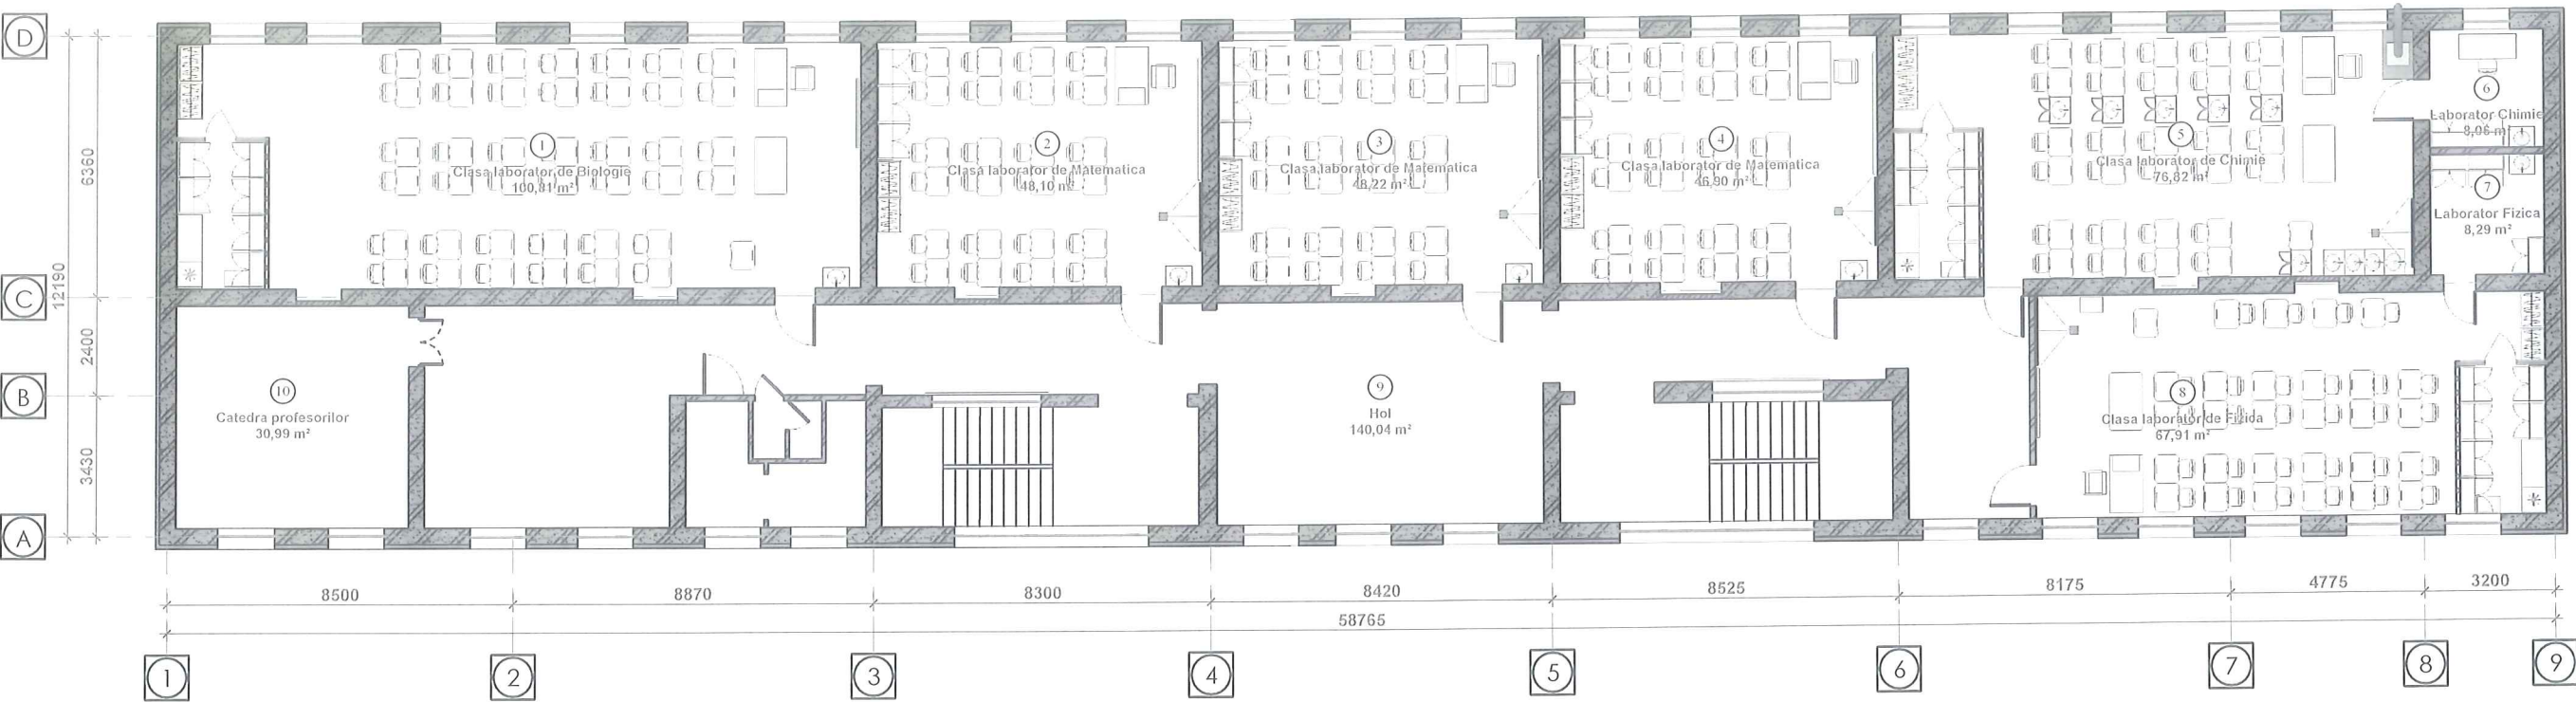 D
C
B
A
6360
12190
2400
3430
1
Clasa laborator de Biologie
100,81 m²
2
Clasa laborator de Matematica
48,10 m²
3
Clasa laborator de Matematica
48,22 m²
4
Clasa laborator de Matematica
46,90 m²
5
Clasa laborator de Chimie
76,82 m²
6
Laborator Chimie
8,06 m²
7
Laborator Fizica
8,29 m²
10
Catedra profesorilor
30,99 m²
9
Hol
140,04 m²
8
Clasa laborator de Fizida
67,91 m²
8500
8870
8300
8420
8525
8175
4775
3200
58765
1
2
3
4
5
6
7
8
9